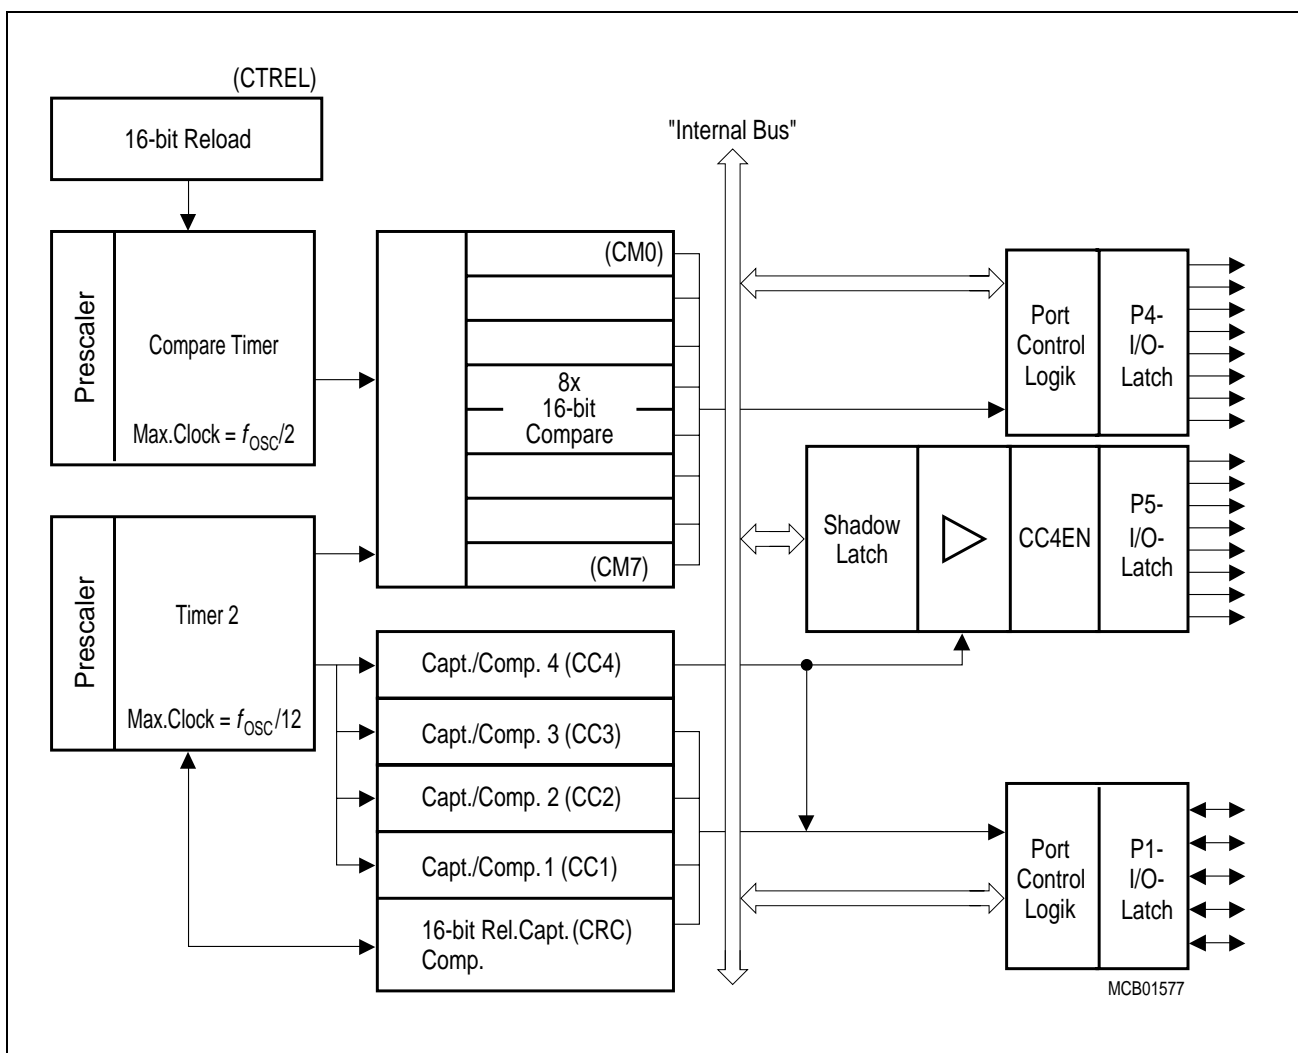 (CTREL)
16-bit Reload
"Internal Bus"
Prescaler
Compare Timer
Max.Clock = fOSC/2
(CM0)
8x
16-bit
Compare
(CM7)
Port
Control
Logik
P4-
I/O-
Latch
Shadow
Latch
CC4EN
P5-
I/O-
Latch
Prescaler
Timer 2
Max.Clock = fOSC/12
Capt./Comp. 4 (CC4)
Capt./Comp. 3 (CC3)
Capt./Comp. 2 (CC2)
Capt./Comp. 1 (CC1)
16-bit Rel.Capt. (CRC)
Comp.
Port
Control
Logik
P1-
I/O-
Latch
MCB01577